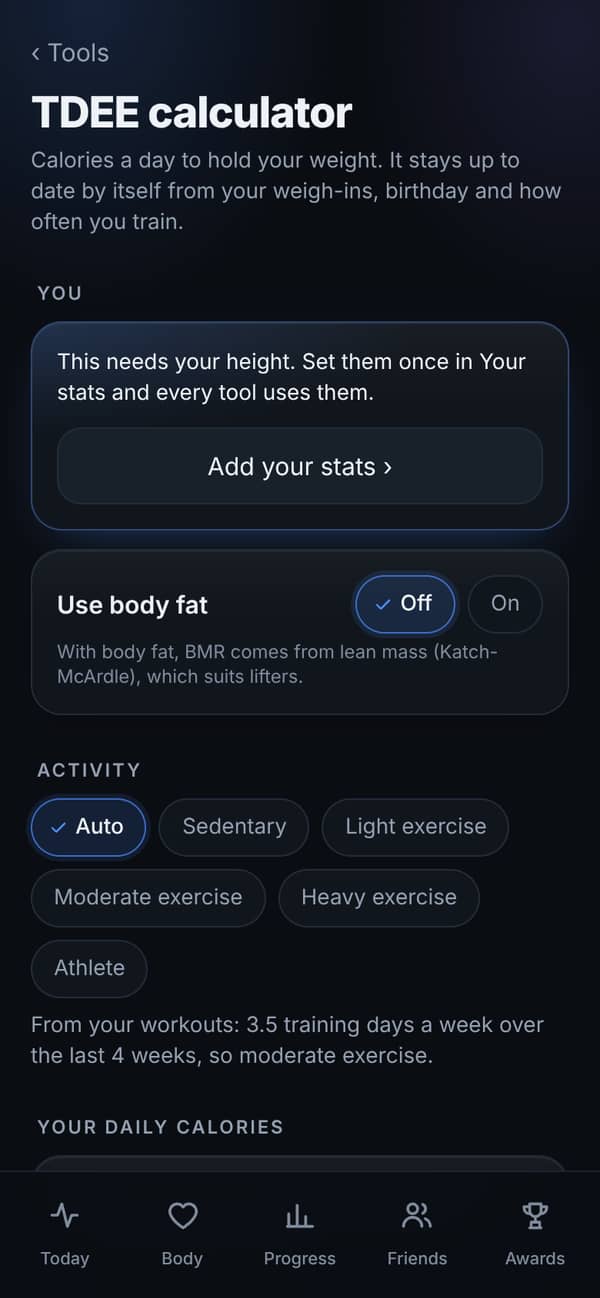 ‹ Tools
TDEE calculator
Calories a day to hold your weight. It stays up to
date by itself from your weigh-ins, birthday and how
often you train.
YOU
This needs your height. Set them once in Your
stats and every tool uses them.
Add your stats ›
Use body fat
Off
On
With body fat, BMR comes from lean mass (Katch-
McArdle), which suits lifters.
ACTIVITY
Auto
Sedentary
Light exercise
Moderate exercise
Heavy exercise
Athlete
From your workouts: 3.5 training days a week over
the last 4 weeks, so moderate exercise.
YOUR DAILY CALORIES
Today
Body
Progress
Friends
Awards